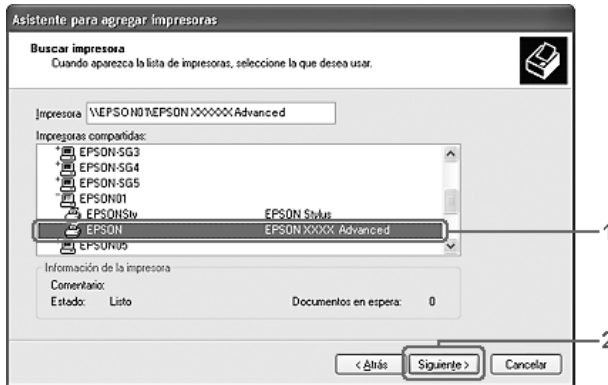 Asistente para agregar impresoras
Buscar impresora
Cuando aparezca la lista de impresoras, seleccione la que desea usar.
Impresora \\EPSON01\EPSON XXXXXX Advanced
Impresoras compartidas:
EPSON-SG3
EPSON-SG4
EPSON-SG5
EPSON01
EPSONSty EPSON Stylus
EPSON EPSON XXXX Advanced
1
EPSON05
Información de la impresora
Comentario:
Estado: Listo Documentos en espera: 0
2
< Atrás Siguiente > Cancelar